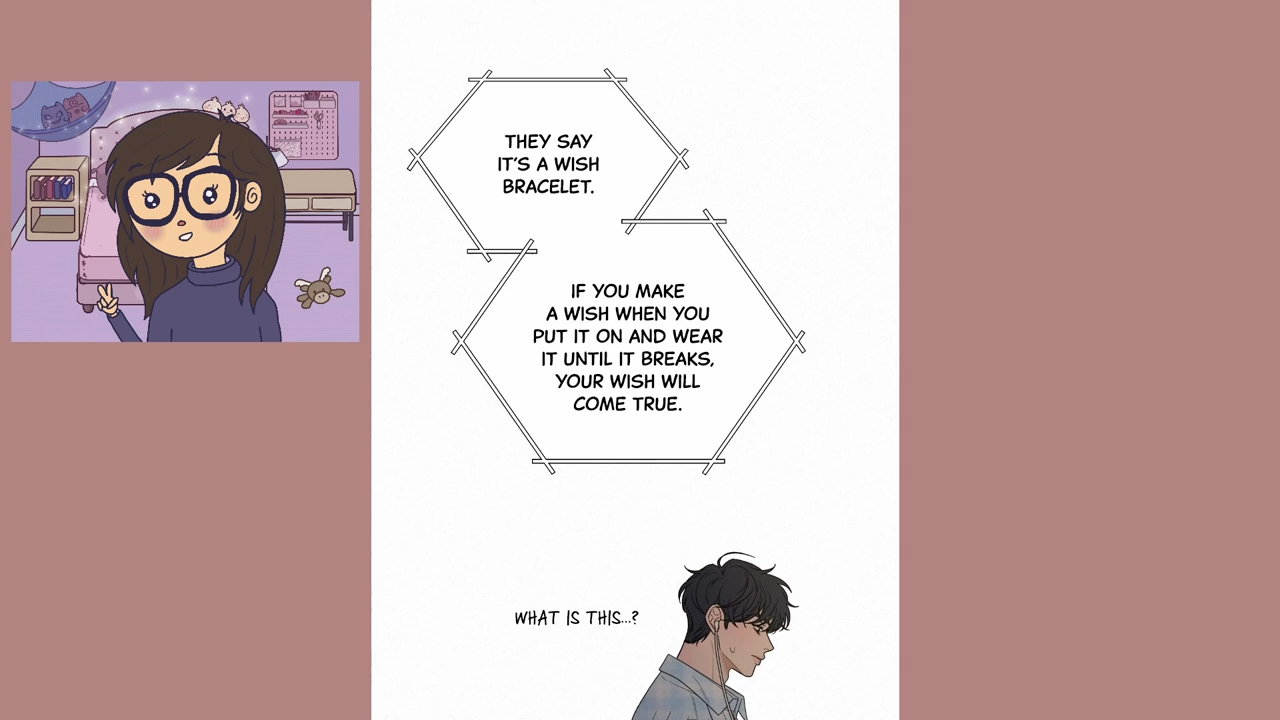 THEY SAY
IT'S A WISH
BRACELET.
IF YOU MAKE
A WISH WHEN YOU
PUT IT ON AND WEAR
IT UNTIL IT BREAKS,
YOUR WISH WILL
COME TRUE.
WHAT IS THIS...?